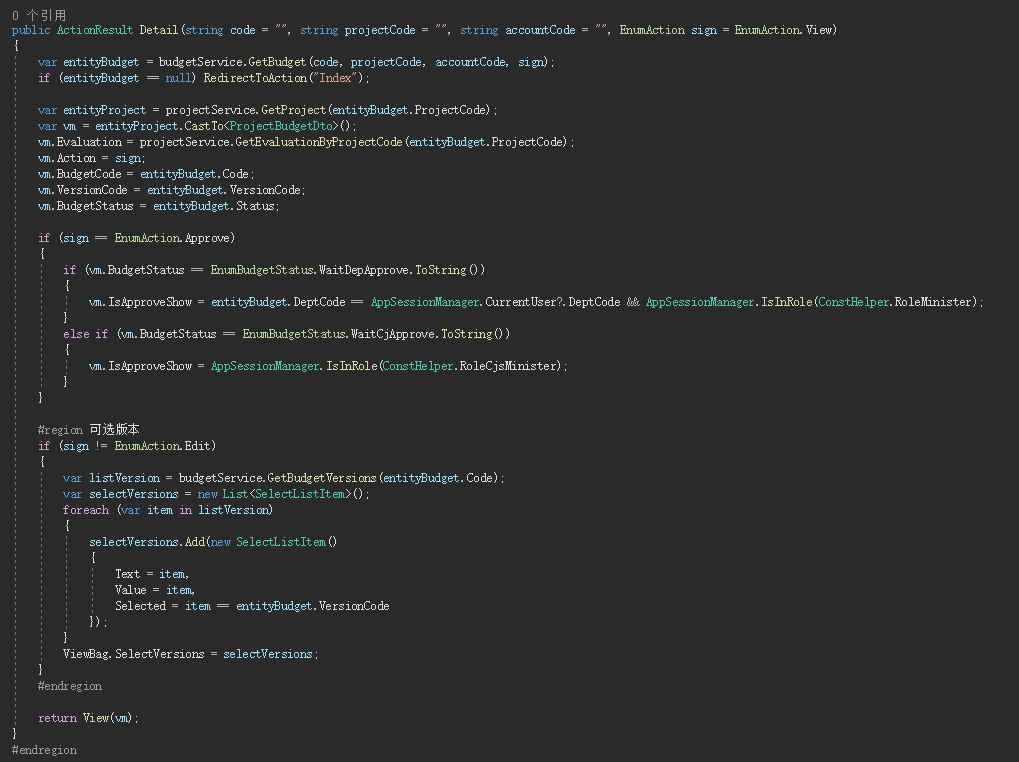 0 个引用
public ActionResult Detail(string code = "", string projectCode = "", string accountCode = "", EnumAction sign = EnumAction.View)
{
var entityBudget = budgetService.GetBudget(code, projectCode, accountCode, sign);
if (entityBudget == null) RedirectToAction("Index");
var entityProject = projectService.GetProject(entityBudget.ProjectCode);
var vm = entityProject.CastTo<ProjectBudgetDto>();
vm.Evaluation = projectService.GetEvaluationByProjectCode(entityBudget.ProjectCode);
vm.Action = sign;
vm.BudgetCode = entityBudget.Code;
vm.VersionCode = entityBudget.VersionCode;
vm.BudgetStatus = entityBudget.Status;
if (sign == EnumAction.Approve)
{
if (vm.BudgetStatus == EnumBudgetStatus.WaitDepApprove.ToString())
{
vm.IsApproveShow = entityBudget.DeptCode == AppSessionManager.CurrentUser?.DeptCode && AppSessionManager.IsInRole(ConstHelper.RoleMinister);
}
else if (vm.BudgetStatus == EnumBudgetStatus.WaitCjApprove.ToString())
{
vm.IsApproveShow = AppSessionManager.IsInRole(ConstHelper.RoleCjsMinister);
}
}
#region 可选版本
if (sign != EnumAction.Edit)
{
var listVersion = budgetService.GetBudgetVersions(entityBudget.Code);
var selectVersions = new List<SelectListItem>();
foreach (var item in listVersion)
{
selectVersions.Add(new SelectListItem()
{
Text = item,
Value = item,
Selected = item == entityBudget.VersionCode
});
}
ViewBag.SelectVersions = selectVersions;
}
#endregion
return View(vm);
}
#endregion